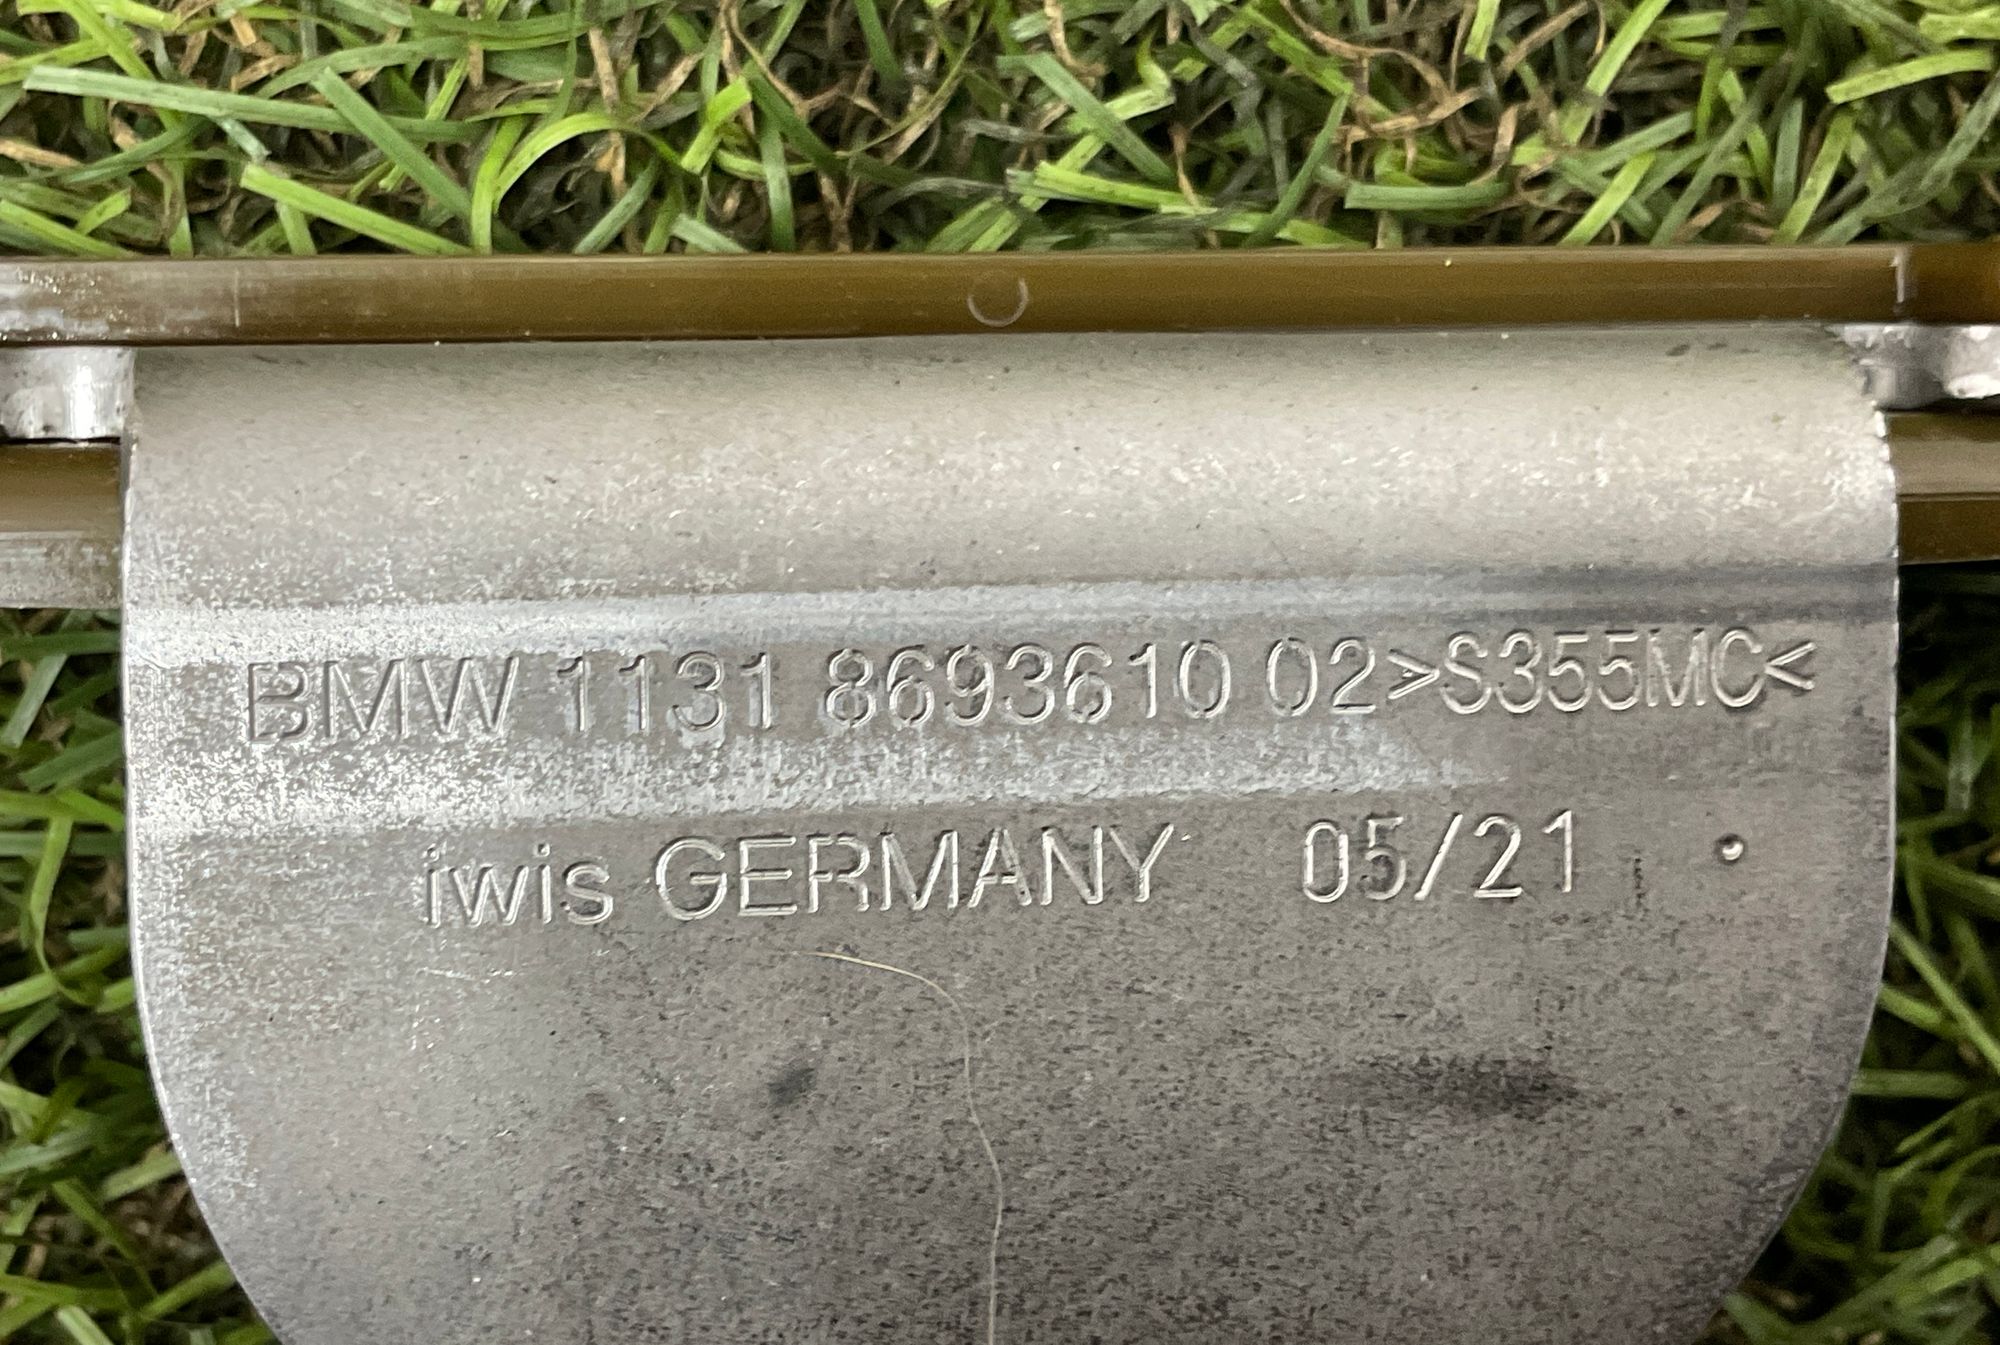 BMW 1131 8693610 02>S355MC<
iwis GERMANY 05/21